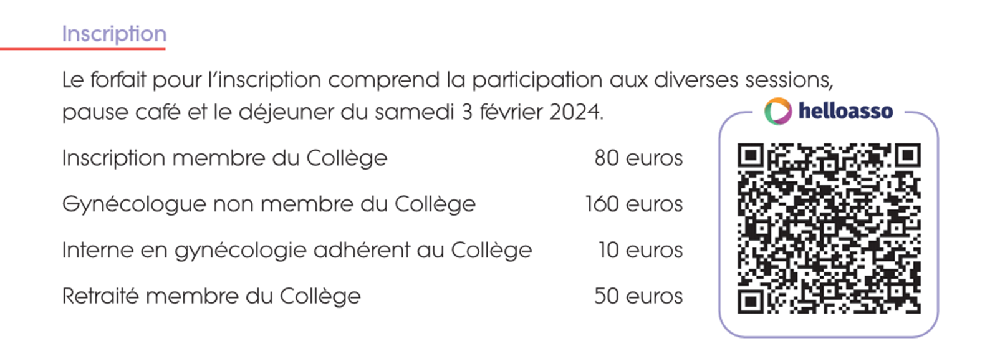 Inscription
Le forfait pour l'inscription comprend la participation aux diverses sessions,
pause café et le déjeuner du samedi 3 février 2024.
helloasso
Inscription membre du Collège 80 euros
Gynécologue non membre du Collège 160 euros
Interne en gynécologie adhérent au Collège 10 euros
Retraité membre du Collège 50 euros